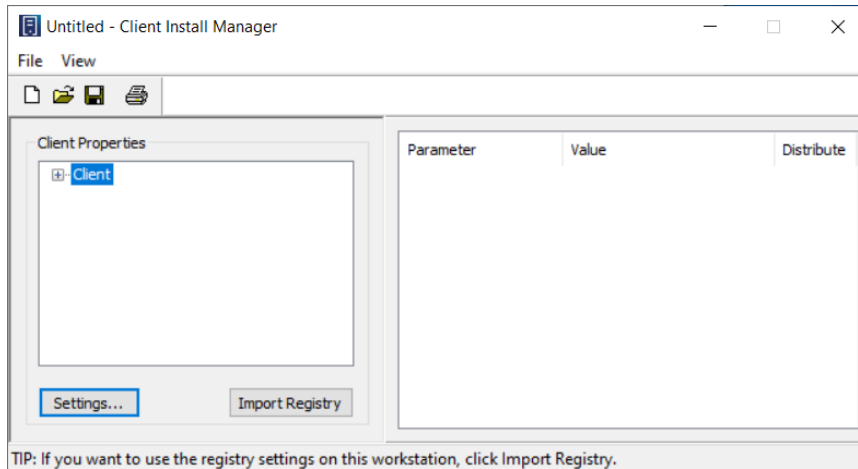 Untitled - Client Install Manager
File View
Client Properties
Client
Settings...
Import Registry
Parameter Value Distribute
TIP: If you want to use the registry settings on this workstation, click Import Registry.